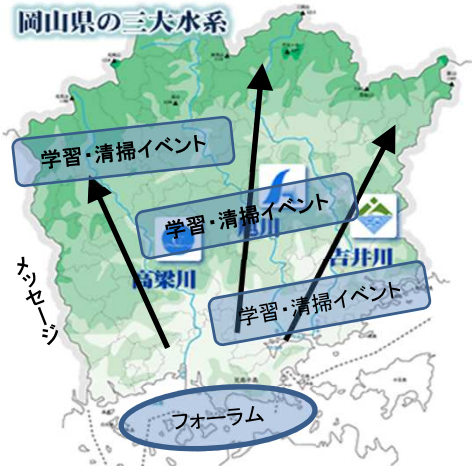 岡山県の三大水系
学習・清掃イベント
学習・清掃イベント
旭川
高梁川
吉井川
学習・清掃イベント
メッセージ
フォーラム